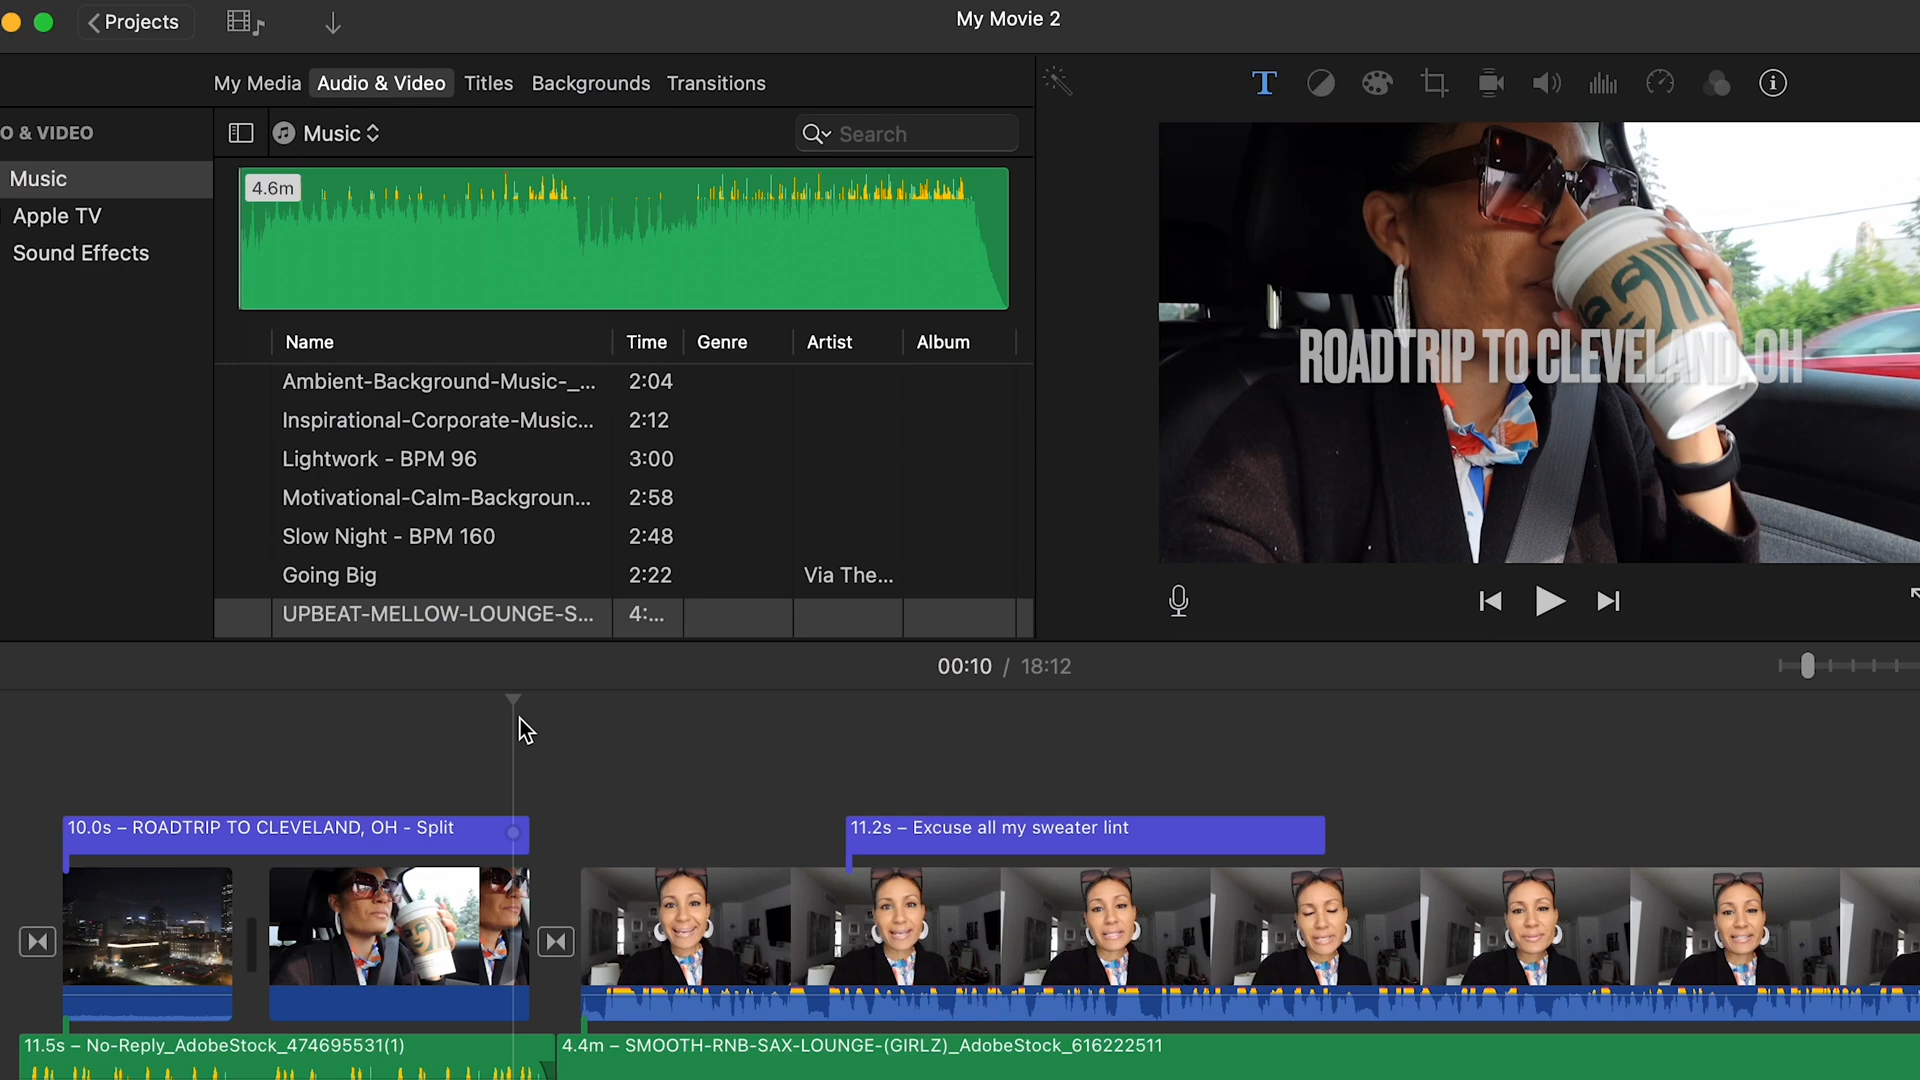 Projects
My Movie 2
My Media Audio & Video Titles Backgrounds Transitions
T
O & VIDEO
Music
Search
Music
Apple TV
Sound Effects
4.6m
Name Time Genre Artist Album
Ambient-Background-Music-_... 2:04
Inspirational-Corporate-Music... 2:12
Lightwork - BPM 96 3:00
Motivational-Calm-Backgroun... 2:58
Slow Night - BPM 160 2:48
Going Big 2:22 Via The...
UPBEAT-MELLOW-LOUNGE-S... 4:...
ROADTRIP TO CLEVELAND, OH
00:10 / 18:12
10.0s – ROADTRIP TO CLEVELAND, OH - Split
11.2s – Excuse all my sweater lint
11.5s – No-Reply_AdobeStock_474695531(1)
4.4m – SMOOTH-RNB-SAX-LOUNGE-(GIRLZ)_AdobeStock_616222511